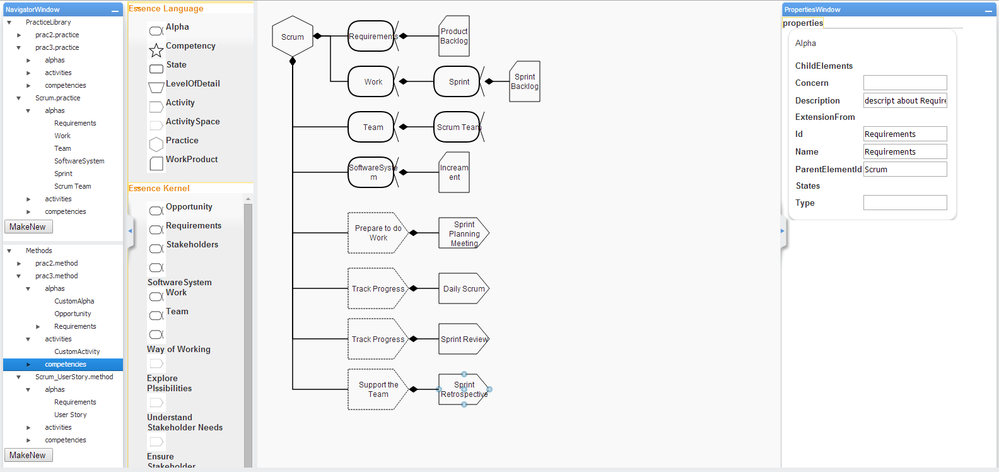 NavigatorWindow
PracticeLibrary
prac2.practice
prac3.practice
alphas
activities
competencies
Scrum.practice
alphas
Requirements
Work
Team
SoftwareSystem
Sprint
Scrum Team
activities
competencies
MakeNew
Methods
prac2.method
prac3.method
alphas
CustomAlpha
Opportunity
Requirements
activities
CustomActivity
competencies
Scrum_UserStory.method
alphas
Requirements
User Story
activities
competencies
MakeNew
Essence Language
Alpha
Competency
State
LevelOfDetail
Activity
ActivitySpace
Practice
WorkProduct
Essence Kernel
Opportunity
Requirements
Stakeholders
SoftwareSystem
Work
Team
Way of Working
Explore
PIssibilities
Understand
Stakeholder Needs
Ensure
Stakeholder
Scrum
Requirements
Product
Backlog
Work
Sprint
Sprint
Backlog
Team
Scrum Team
SoftwareSyste
m
Incream
ent
Prepare to do
Work
Sprint
Planning
Meeting
Track Progress
Daily Scrum
Track Progress
Sprint Review
Support the
Team
Sprint
Retrospective
PropertiesWindow
properties
Alpha
ChildElements
Concern
Description descript about Require
ExtensionFrom
Id Requirements
Name Requirements
ParentElementId Scrum
States
Type